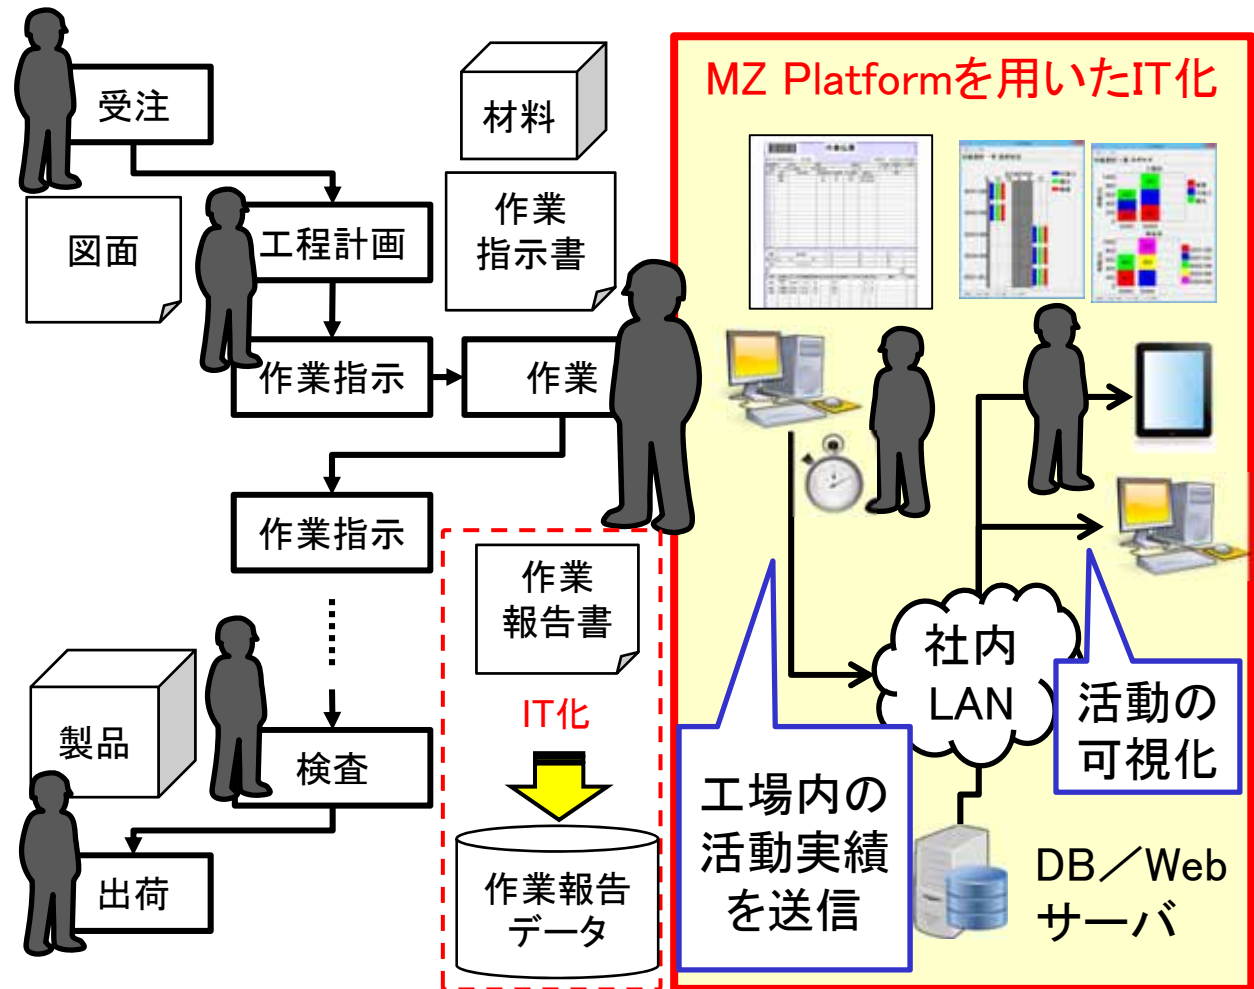 受注
材料
図面
工程計画
作業
指示書
作業指示
作業
作業指示
作業
報告書
IT化
製品
検査
作業報告
データ
出荷
MZ Platformを用いたIT化
社内
LAN
活動の
可視化
工場内の
活動実績
を送信
DB／Web
サーバ